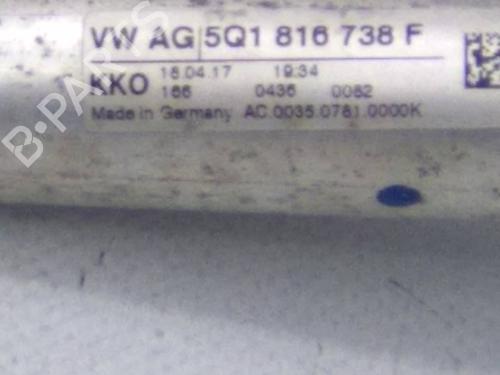 VW AG 5Q1 816 738 F
KKO 18.04.17 19:34
166 0436 0082
Made in Germany AC.0035.0781.0000K
B-PARTS